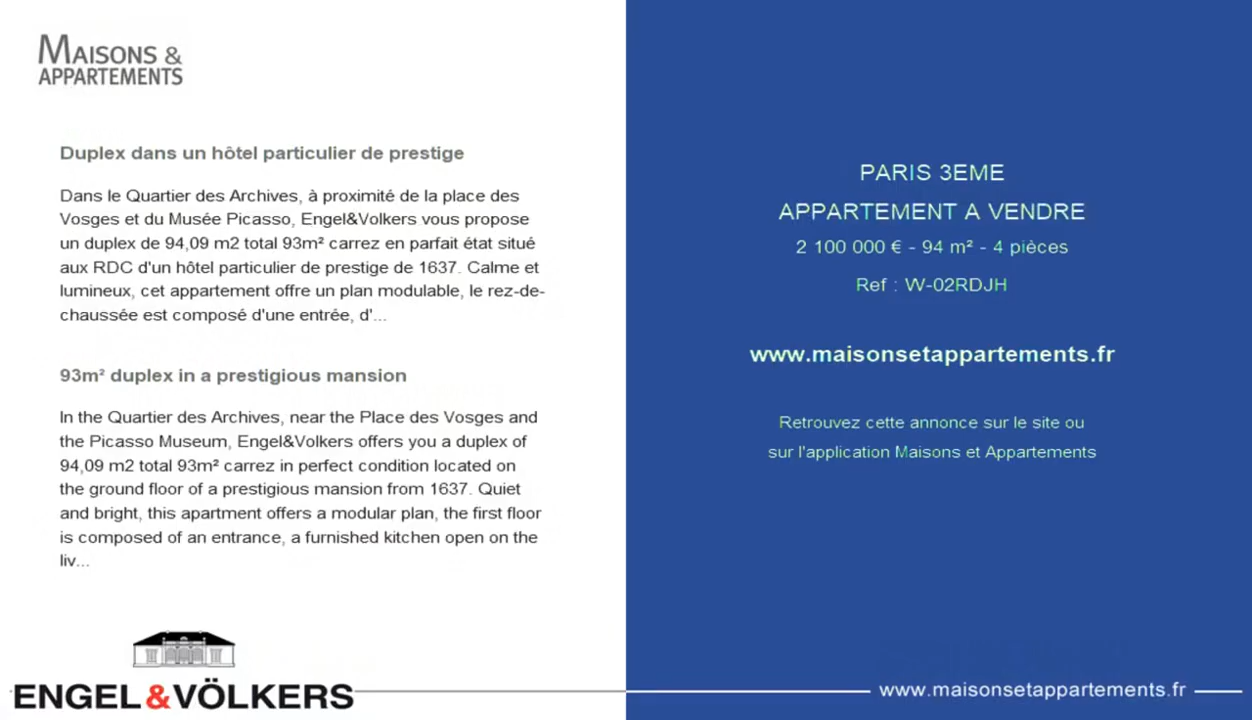 MAISONS &
APPARTEMENTS
Duplex dans un hôtel particulier de prestige
Dans le Quartier des Archives, à proximité de la place des
Vosges et du Musée Picasso, Engel&Volkers vous propose
un duplex de 94,09 m2 total 93m² carrez en parfait état situé
aux RDC d'un hôtel particulier de prestige de 1637. Calme et
lumineux, cet appartement offre un plan modulable, le rez-de-
chaussée est composé d'une entrée, d'...
93m² duplex in a prestigious mansion
In the Quartier des Archives, near the Place des Vosges and
the Picasso Museum, Engel&Volkers offers you a duplex of
94,09 m2 total 93m² carrez in perfect condition located on
the ground floor of a prestigious mansion from 1637. Quiet
and bright, this apartment offers a modular plan, the first floor
is composed of an entrance, a furnished kitchen open on the
liv...
ENGEL&VÖLKERS
PARIS 3EME
APPARTEMENT A VENDRE
2 100 000 € - 94 m² - 4 pièces
Ref : W-02RDJH
www.maisonsetappartements.fr
Retrouvez cette annonce sur le site ou
sur l'application Maisons et Appartements
www.maisonsetappartements.fr